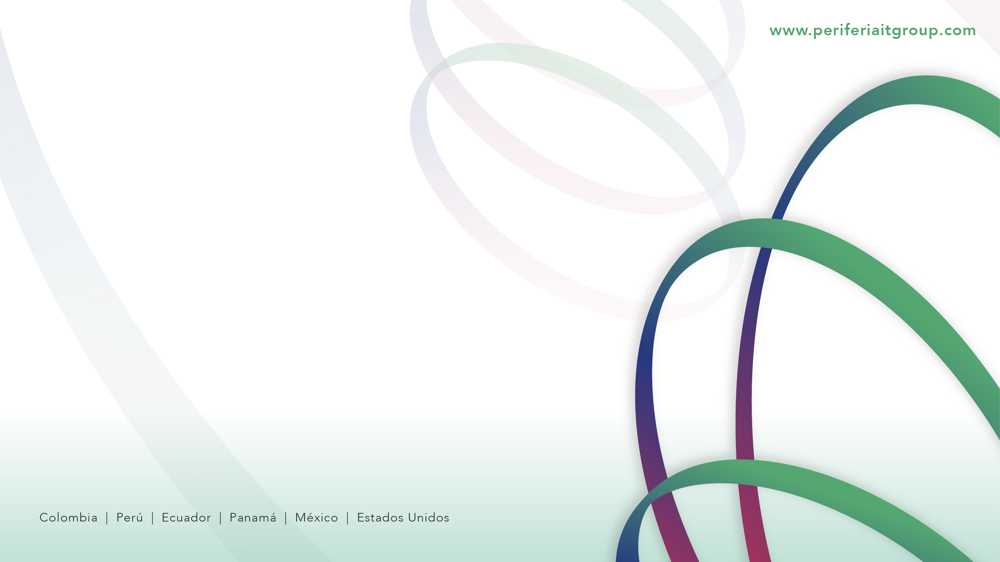 www.periferiaitgroup.com
Colombia | Perú | Ecuador | Panamá | México | Estados Unidos